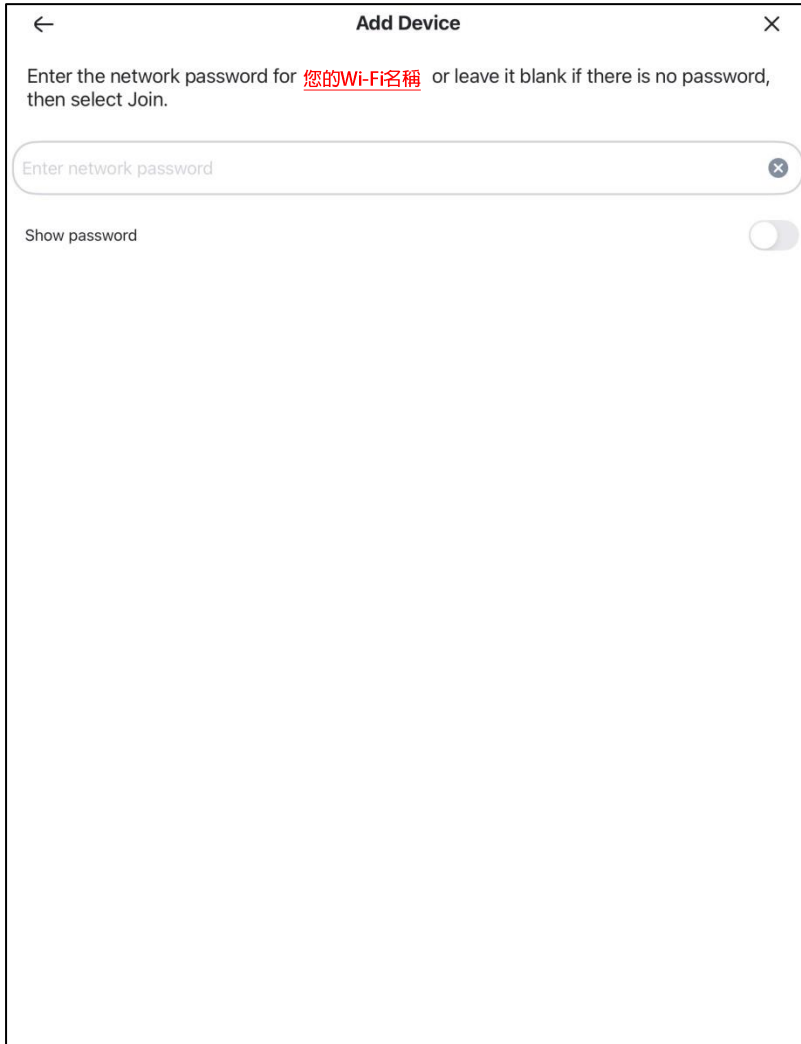 Add Device
Enter the network password for 您的Wi-Fi名稱 or leave it blank if there is no password,
then select Join.
Enter network password
Show password